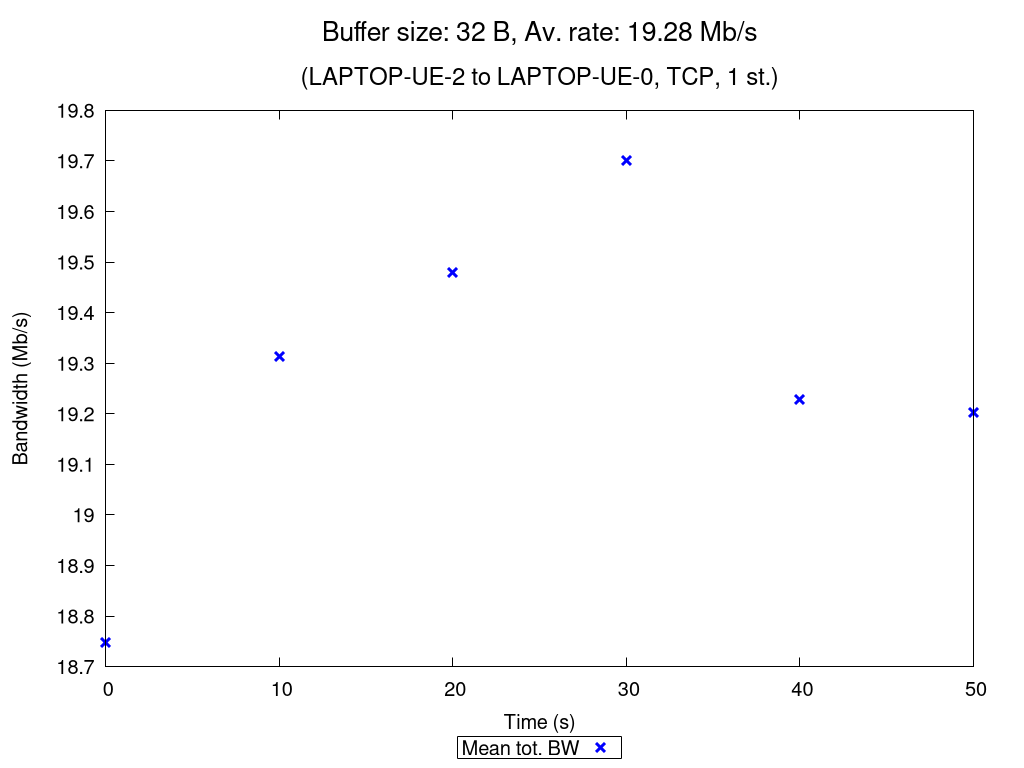 Buffer size: 32 B, Av. rate: 19.28 Mb/s
(LAPTOP-UE-2 to LAPTOP-UE-0, TCP, 1 st.)
19.8
19.7
19.6
19.5
19.4
19.3
19.2
19.1
19
18.9
18.8
18.7
Bandwidth (Mb/s)
0 10 20 30 40 50
Time (s)
Mean tot. BW